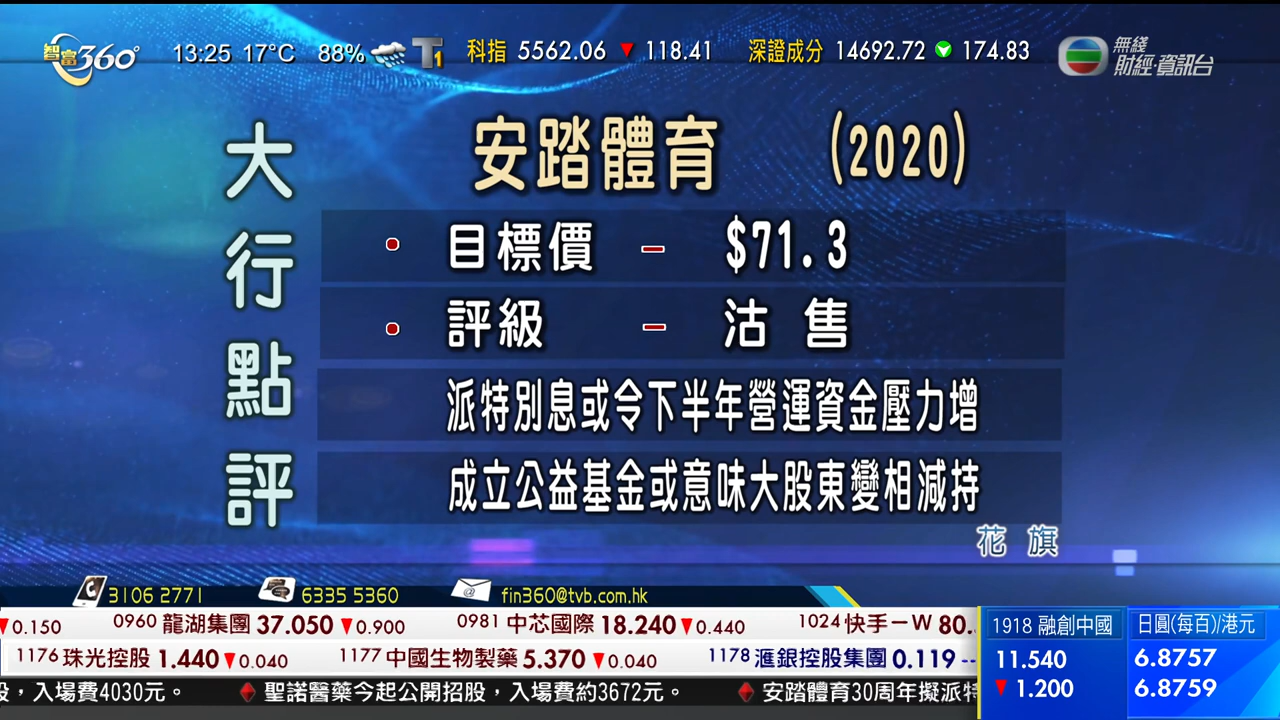 智富360°
13:25 17°C 88% T1 科指 5562.06 ▼ 118.41 深證成分 14692.72 174.83
無綫
財經·資訊台
大行點評
安踏體育 (2020)
• 目標價 – $71.3
• 評級 – 沽售
派特別息或令下半年營運資金壓力增
成立公益基金或意味大股東變相減持
花旗
3106 2771 6335 5360 fin360@tvb.com.hk
▼0.150 0960 龍湖集團 37.050 ▼0.900 0981 中芯國際 18.240 ▼0.440 1024 快手－W 80.
1176 珠光控股 1.440 ▼0.040 1177 中國生物製藥 5.370 ▼0.040 1178 滙銀控股集團 0.119 --
，入場費4030元。 ♦ 聖諾醫藥今起公開招股，入場費約3672元。 ♦ 安踏體育30周年擬派特
1918 融創中國
11.540
▼ 1.200
日圓(每百)/港元
6.8757
6.8759